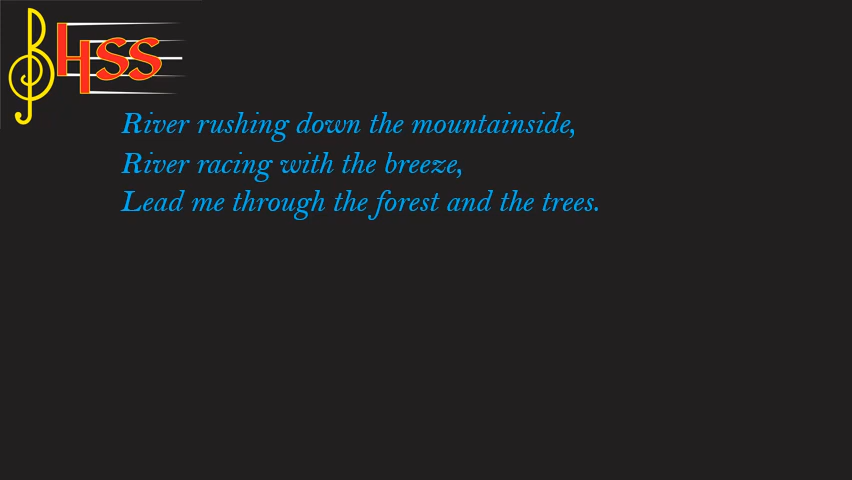 HSS
River rushing down the mountainside,
River racing with the breeze,
Lead me through the forest and the trees.